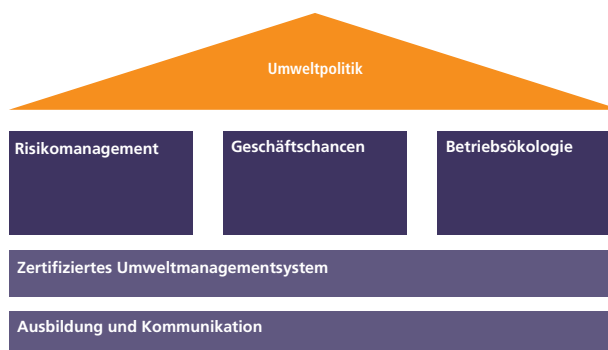 Umweltpolitik
Risikomanagement
Geschäftschancen
Betriebsökologie
Zertifiziertes Umweltmanagementsystem
Ausbildung und Kommunikation